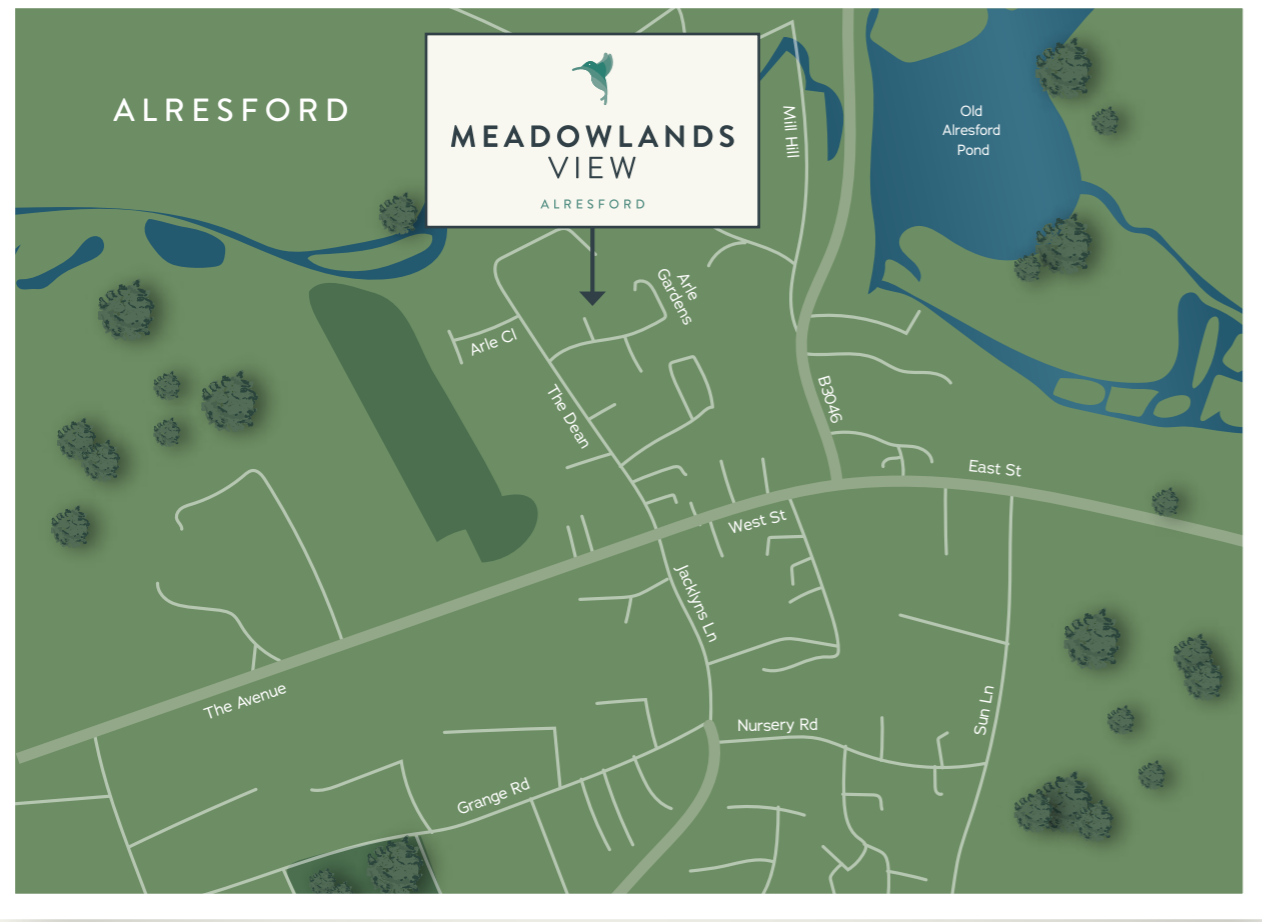 ALRESFORD
MEADOWLANDS
VIEW
ALRESFORD
Mill Hill
Old
Alresford
Pond
Arle
Gardens
Arle Cl
The Dean
B3046
East St
West St
Jacklyns Ln
The Avenue
Nursery Rd
Sun Ln
Grange Rd